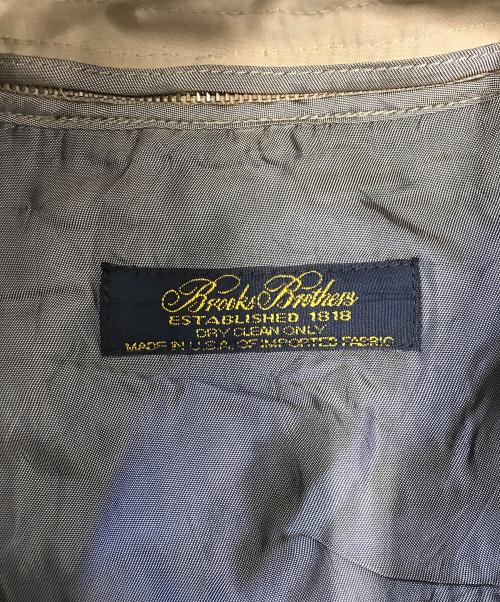 Brooks Brothers
ESTABLISHED 1818
DRY CLEAN ONLY
MADE IN U.S.A. OF IMPORTED FABRIC